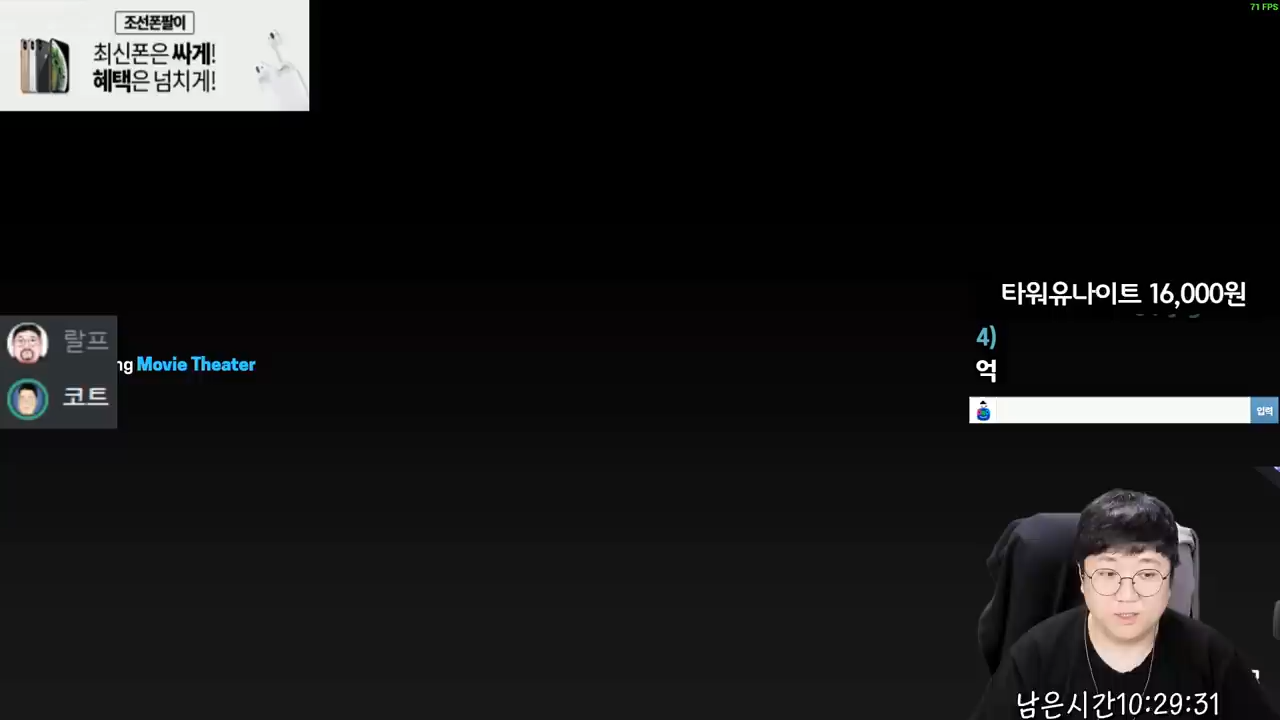 71 FPS
조선폰팔이
최신폰은 싸게!
혜택은 넘치게!
타워유나이트 16,000원
랄프
4)
ng Movie Theater
억
코트
입력
남은시간10:29:31